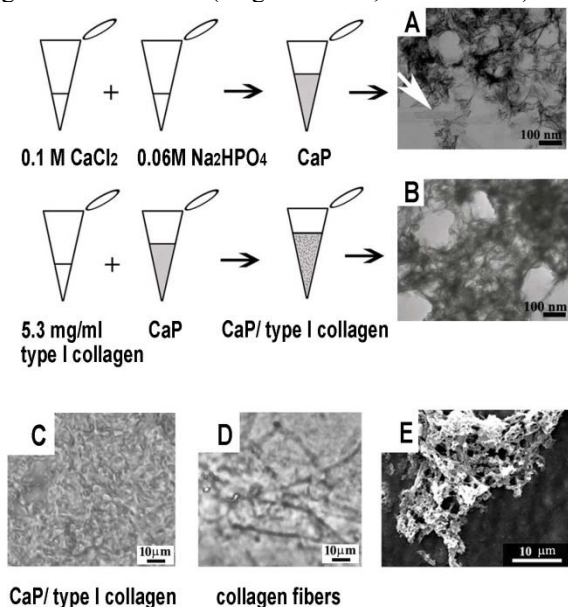 A
100 nm
0.1 M CaCl₂ 0.06M Na₂HPO₄ CaP
B
100 nm
5.3 mg/ml CaP CaP/ type I collagen
type I collagen
C D E
10µm 10µm 10 µm
CaP/ type I collagen collagen fibers